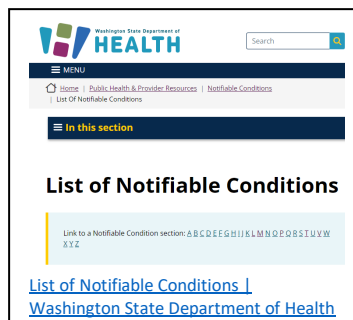 Washington State Department of
HEALTH
Search
MENU
Home | Public Health & Provider Resources | Notifiable Conditions
| List Of Notifiable Conditions
In this section
List of Notifiable Conditions
Link to a Notifiable Condition section: A B C D E F G H I J K L M N O P Q R S T U V W
X Y Z
List of Notifiable Conditions |
Washington State Department of Health